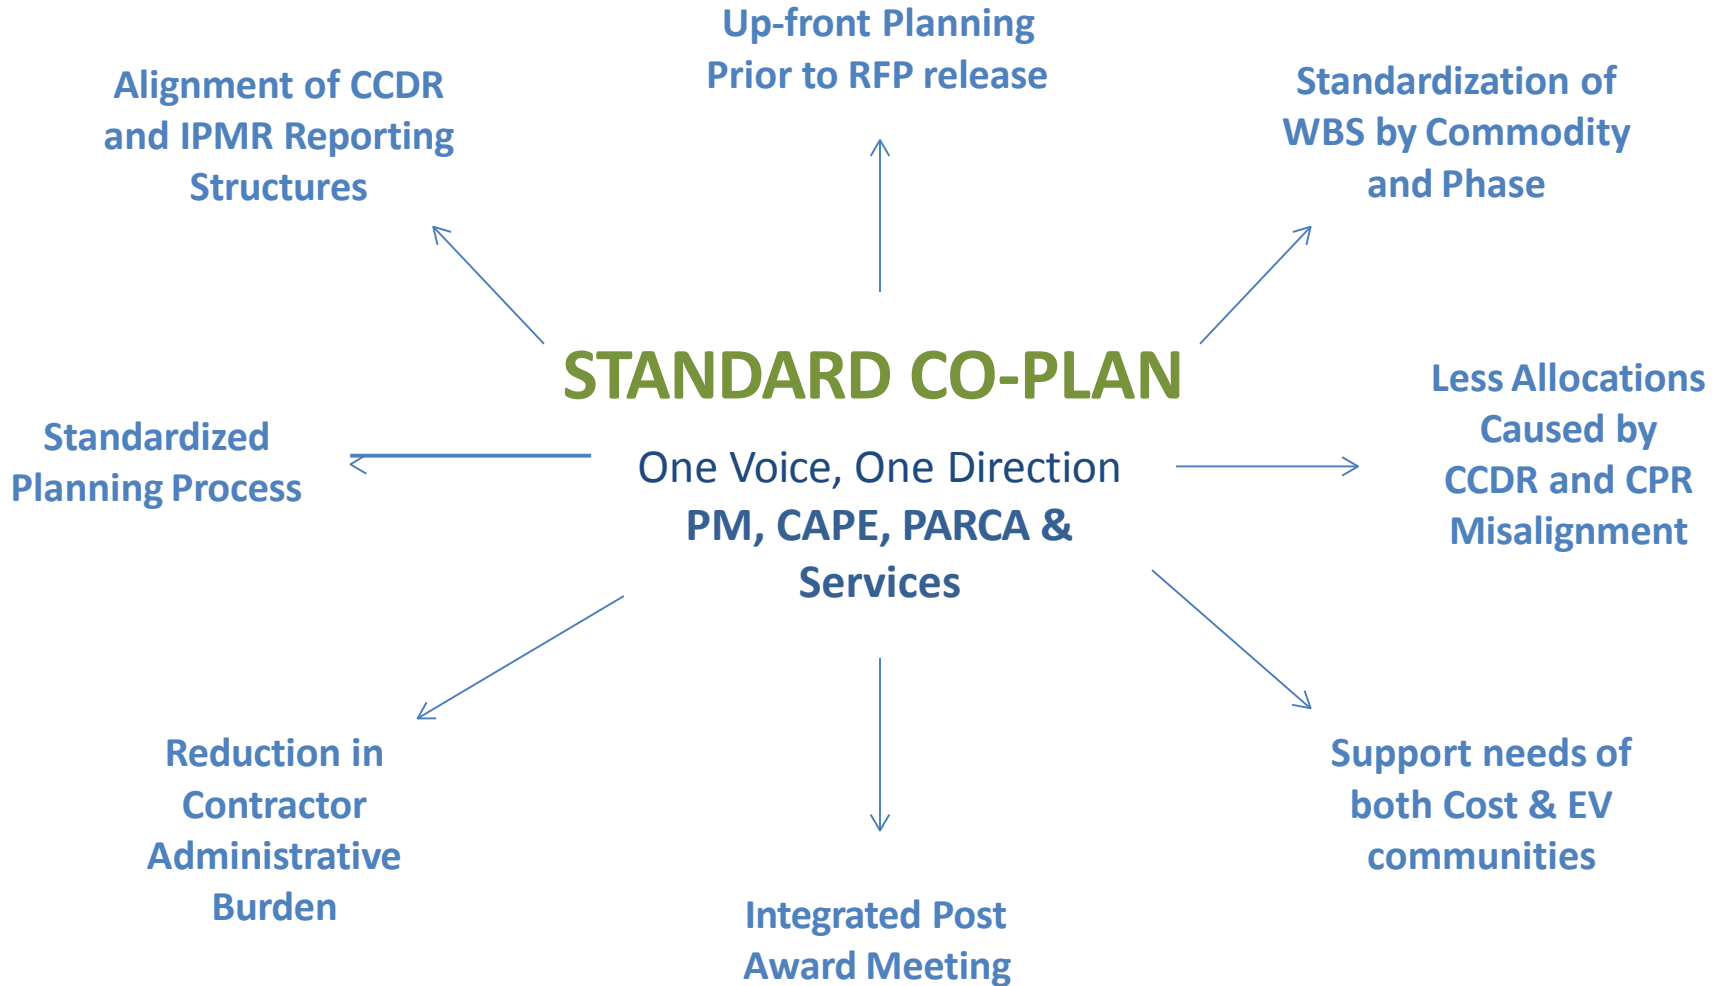 Up-front Planning
Prior to RFP release
Alignment of CCDR
and IPMR Reporting
Structures
Standardization of
WBS by Commodity
and Phase
STANDARD CO-PLAN
One Voice, One Direction
PM, CAPE, PARCA &
Services
Standardized
Planning Process
Less Allocations
Caused by
CCDR and CPR
Misalignment
Reduction in
Contractor
Administrative
Burden
Integrated Post
Award Meeting
Support needs of
both Cost & EV
communities